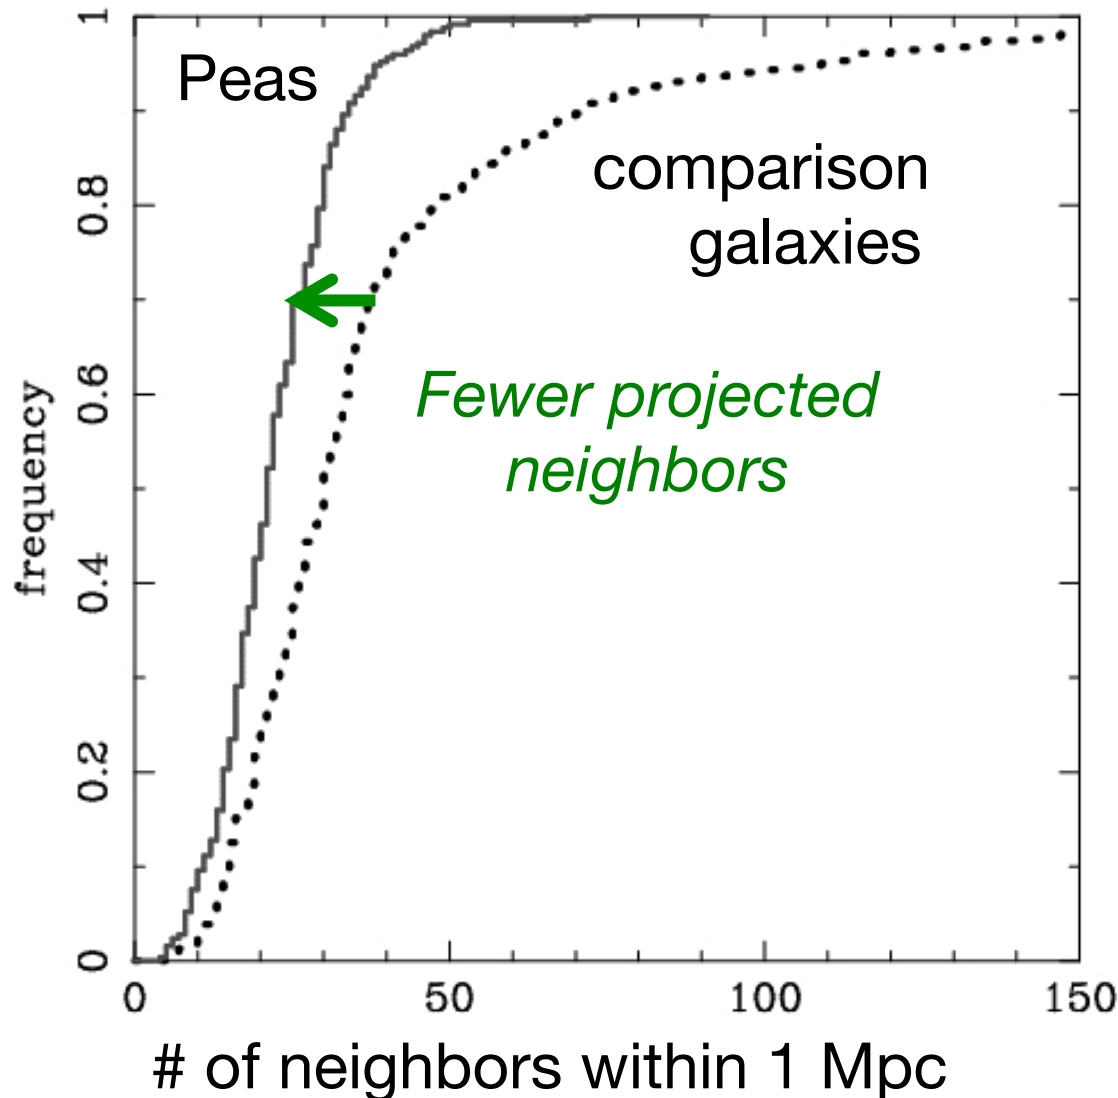 1
Peas
comparison
galaxies
0.8
Fewer projected
neighbors
0.6
frequency
0.4
0.2
0
0 50 100 150
# of neighbors within 1 Mpc